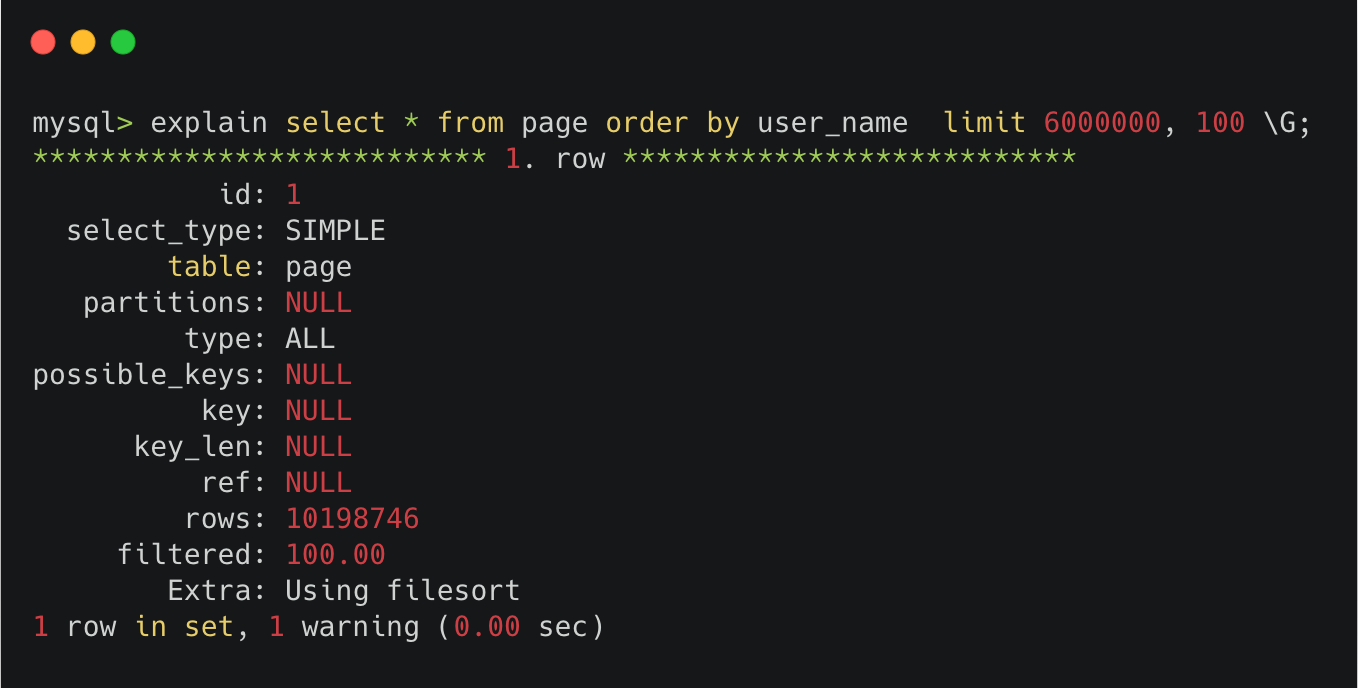 mysql> explain select * from page order by user_name  limit 6000000, 100 \G;
*************************** 1. row ***************************
           id: 1
  select_type: SIMPLE
        table: page
   partitions: NULL
         type: ALL
possible_keys: NULL
          key: NULL
      key_len: NULL
          ref: NULL
         rows: 10198746
     filtered: 100.00
        Extra: Using filesort
1 row in set, 1 warning (0.00 sec)